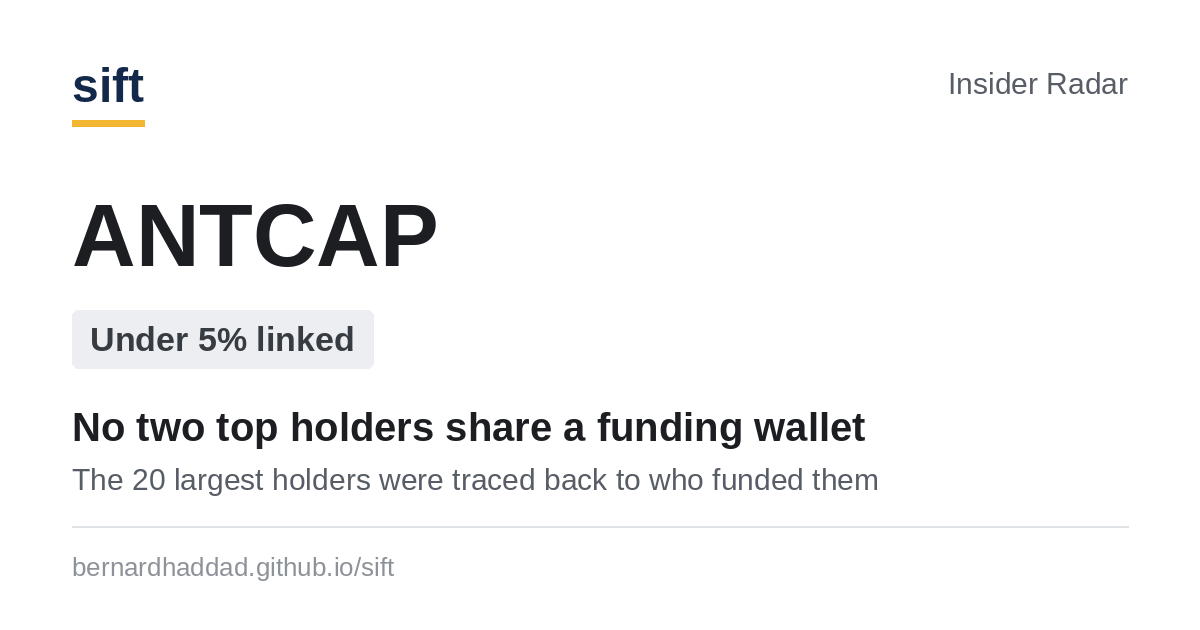 sift
Insider Radar
ANTCAP
Under 5% linked
No two top holders share a funding wallet
The 20 largest holders were traced back to who funded them
bernardhaddad.github.io/sift